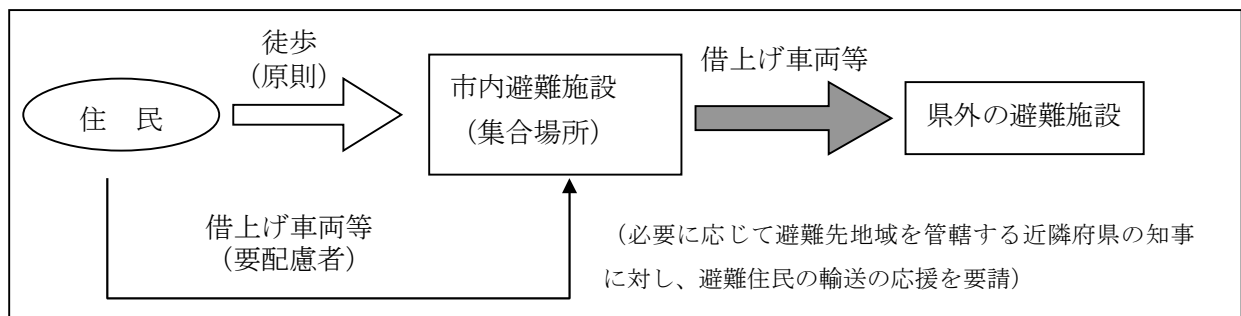 徒歩
（原則）
住　民
市内避難施設
（集合場所）
借上げ車両等
県外の避難施設
借上げ車両等
（要配慮者）
（必要に応じて避難先地域を管轄する近隣府県の知事
に対し、避難住民の輸送の応援を要請）